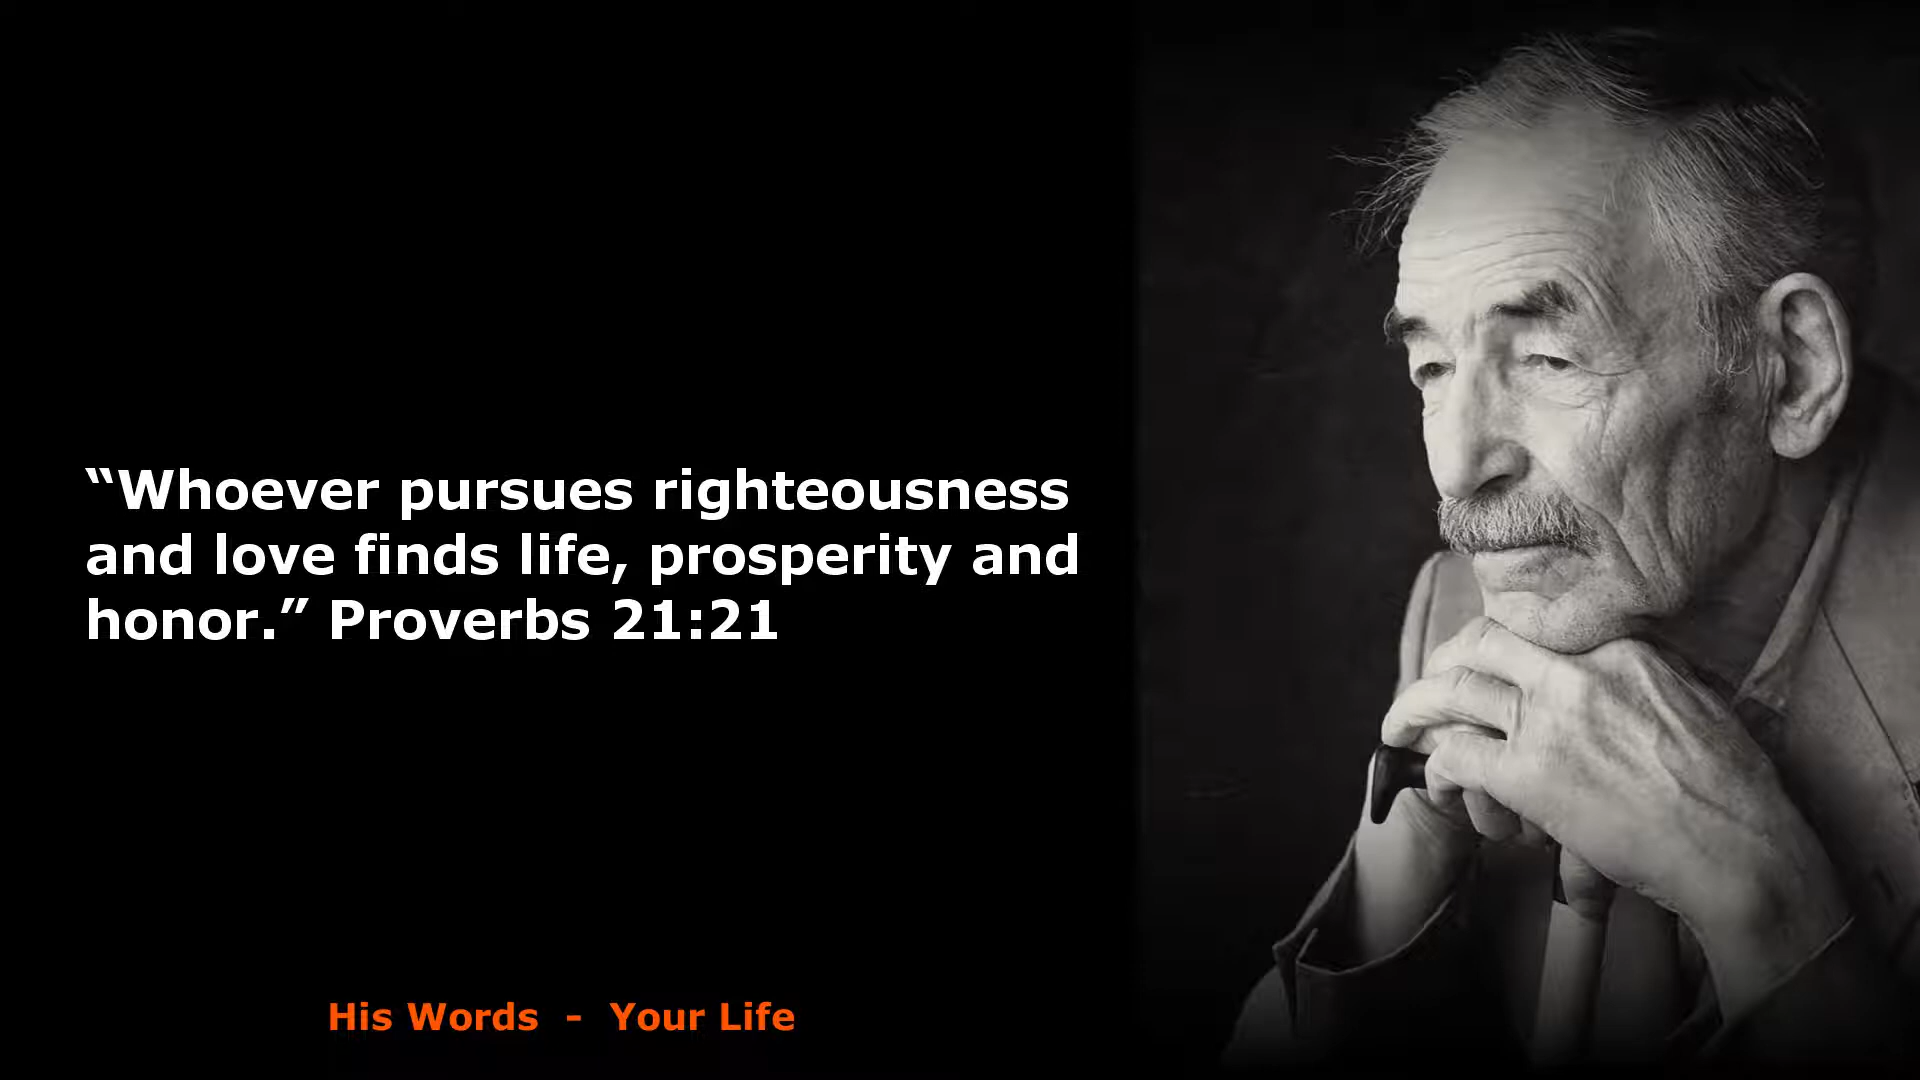 “Whoever pursues righteousness
and love finds life, prosperity and
honor.” Proverbs 21:21
His Words - Your Life